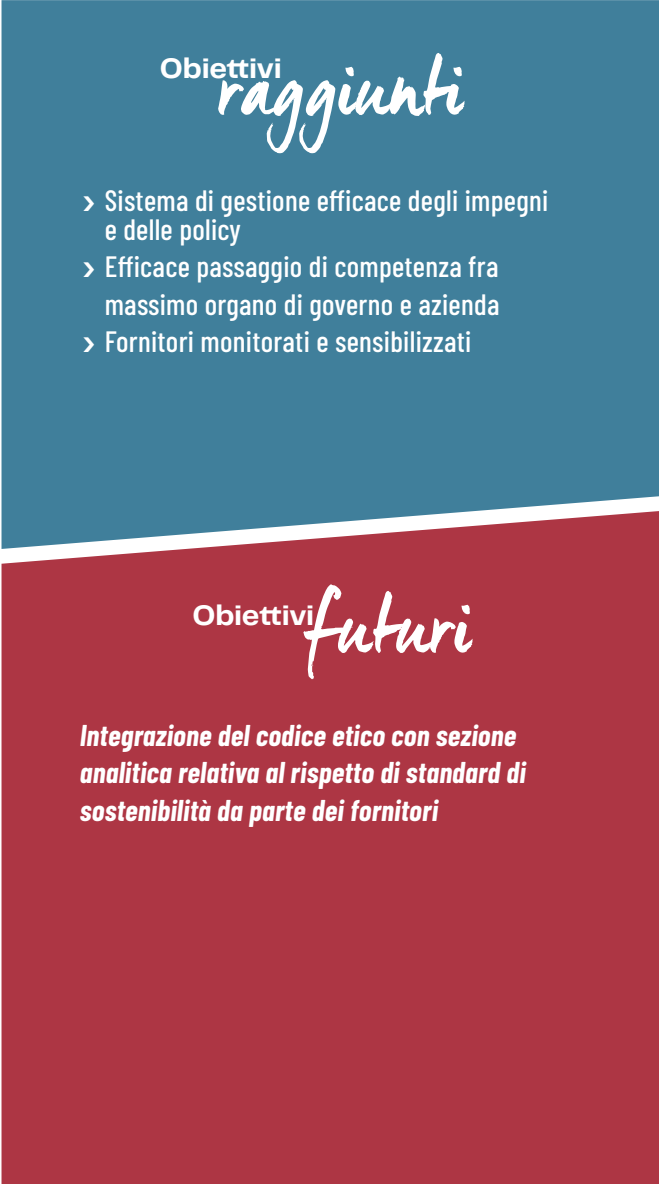 Obiettivi
raggiunti
› Sistema di gestione efficace degli impegni
e delle policy
› Efficace passaggio di competenza fra
massimo organo di governo e azienda
› Fornitori monitorati e sensibilizzati
Obiettivi
futuri
Integrazione del codice etico con sezione
analitica relativa al rispetto di standard di
sostenibilità da parte dei fornitori